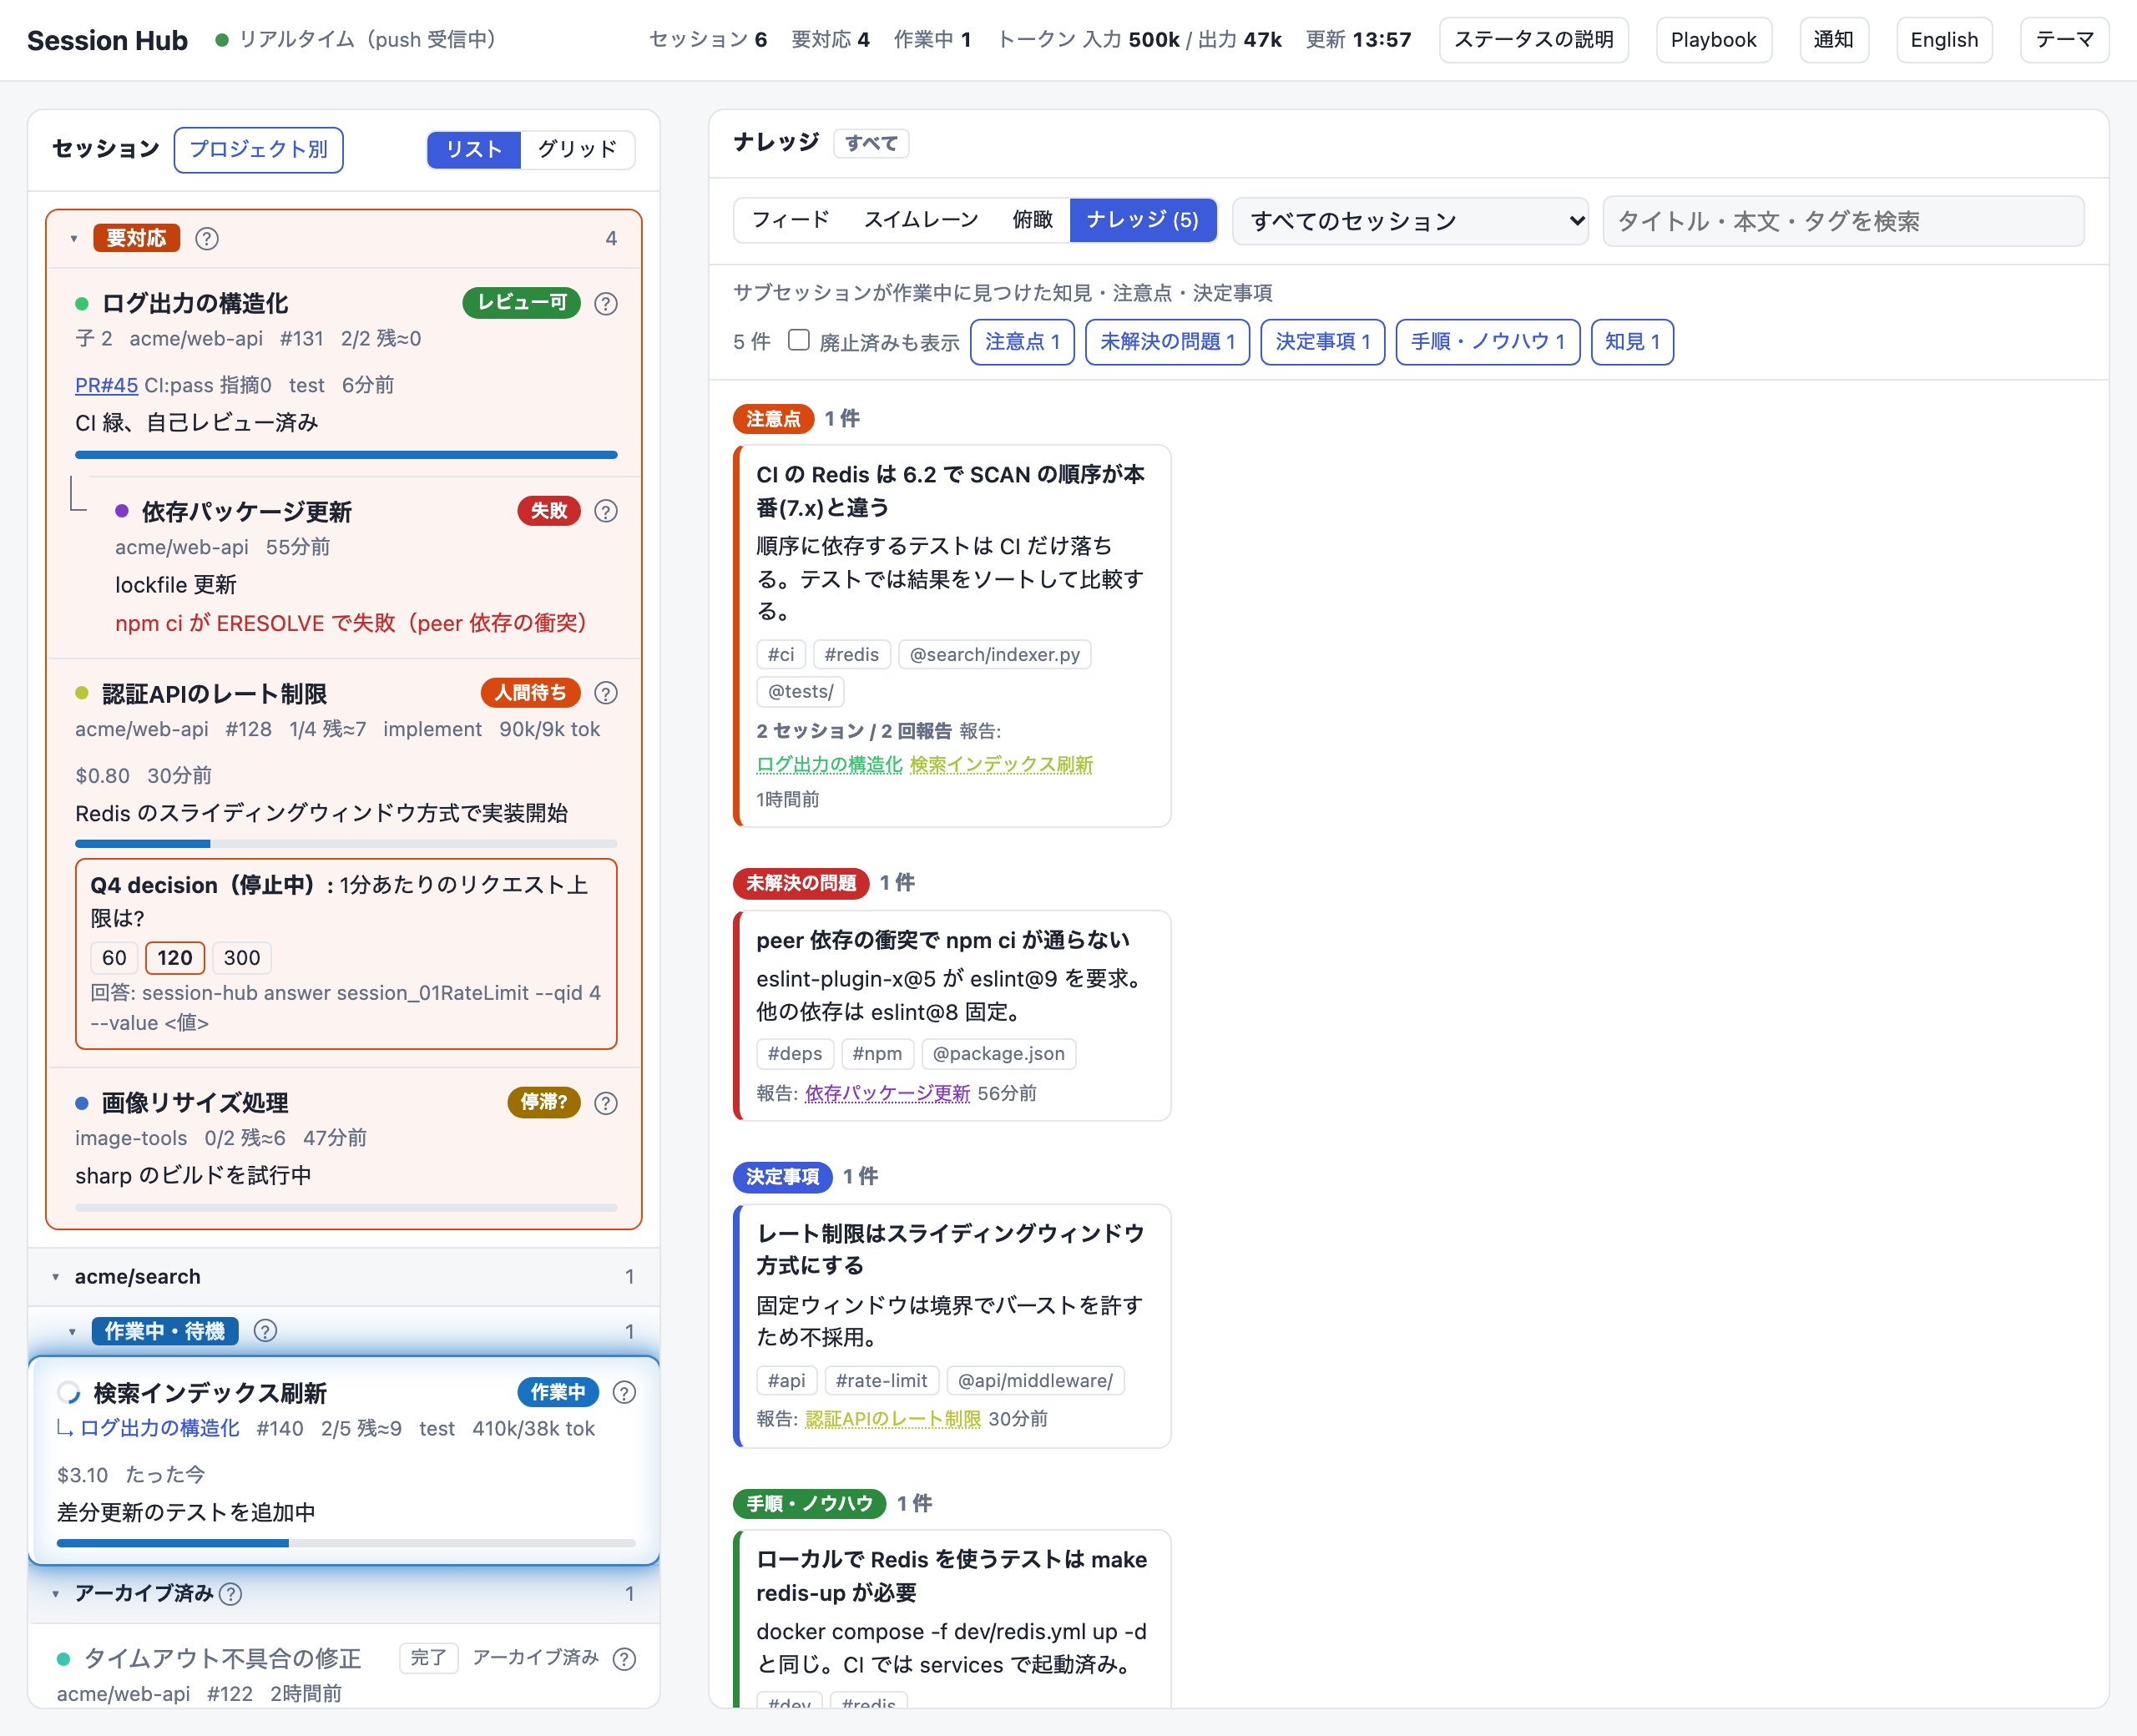 Session Hub
リアルタイム（push 受信中）
セッション 6 要対応 4 作業中 1 トークン 入力 500k / 出力 47k 更新 13:57
ステータスの説明
Playbook
通知
English
テーマ
セッション
プロジェクト別
リスト
グリッド
▾ 要対応 ? 4
ログ出力の構造化 レビュー可 ?
子 2 acme/web-api #131 2/2 残≈0
PR#45 CI:pass 指摘0 test 6分前
CI 緑、自己レビュー済み
依存パッケージ更新 失敗 ?
acme/web-api 55分前
lockfile 更新
npm ci が ERESOLVE で失敗（peer 依存の衝突）
認証APIのレート制限 人間待ち ?
acme/web-api #128 1/4 残≈7 implement 90k/9k tok
$0.80 30分前
Redis のスライディングウィンドウ方式で実装開始
Q4 decision（停止中）: 1分あたりのリクエスト上
限は?
60 120 300
回答: session-hub answer session_01RateLimit --qid 4
--value <値>
画像リサイズ処理 停滞? ?
image-tools 0/2 残≈6 47分前
sharp のビルドを試行中
▾ acme/search 1
▾ 作業中・待機 ? 1
検索インデックス刷新 作業中 ?
ログ出力の構造化 #140 2/5 残≈9 test 410k/38k tok
$3.10 たった今
差分更新のテストを追加中
▾ アーカイブ済み ? 1
タイムアウト不具合の修正 完了 アーカイブ済み ?
acme/web-api #122 2時間前
ナレッジ すべて
フィード スイムレーン 俯瞰 ナレッジ (5) すべてのセッション タイトル・本文・タグを検索
サブセッションが作業中に見つけた知見・注意点・決定事項
5 件 廃止済みも表示 注意点 1 未解決の問題 1 決定事項 1 手順・ノウハウ 1 知見 1
注意点 1 件
CI の Redis は 6.2 で SCAN の順序が本
番(7.x)と違う
順序に依存するテストは CI だけ落ち
る。テストでは結果をソートして比較す
る。
#ci #redis @search/indexer.py
@tests/
2 セッション / 2 回報告 報告:
ログ出力の構造化 検索インデックス刷新
1時間前
未解決の問題 1 件
peer 依存の衝突で npm ci が通らない
eslint-plugin-x@5 が eslint@9 を要求。
他の依存は eslint@8 固定。
#deps #npm @package.json
報告: 依存パッケージ更新 56分前
決定事項 1 件
レート制限はスライディングウィンドウ
方式にする
固定ウィンドウは境界でバーストを許す
ため不採用。
#api #rate-limit @api/middleware/
報告: 認証APIのレート制限 30分前
手順・ノウハウ 1 件
ローカルで Redis を使うテストは make
redis-up が必要
docker compose -f dev/redis.yml up -d
と同じ。CI では services で起動済み。
#dev #redis